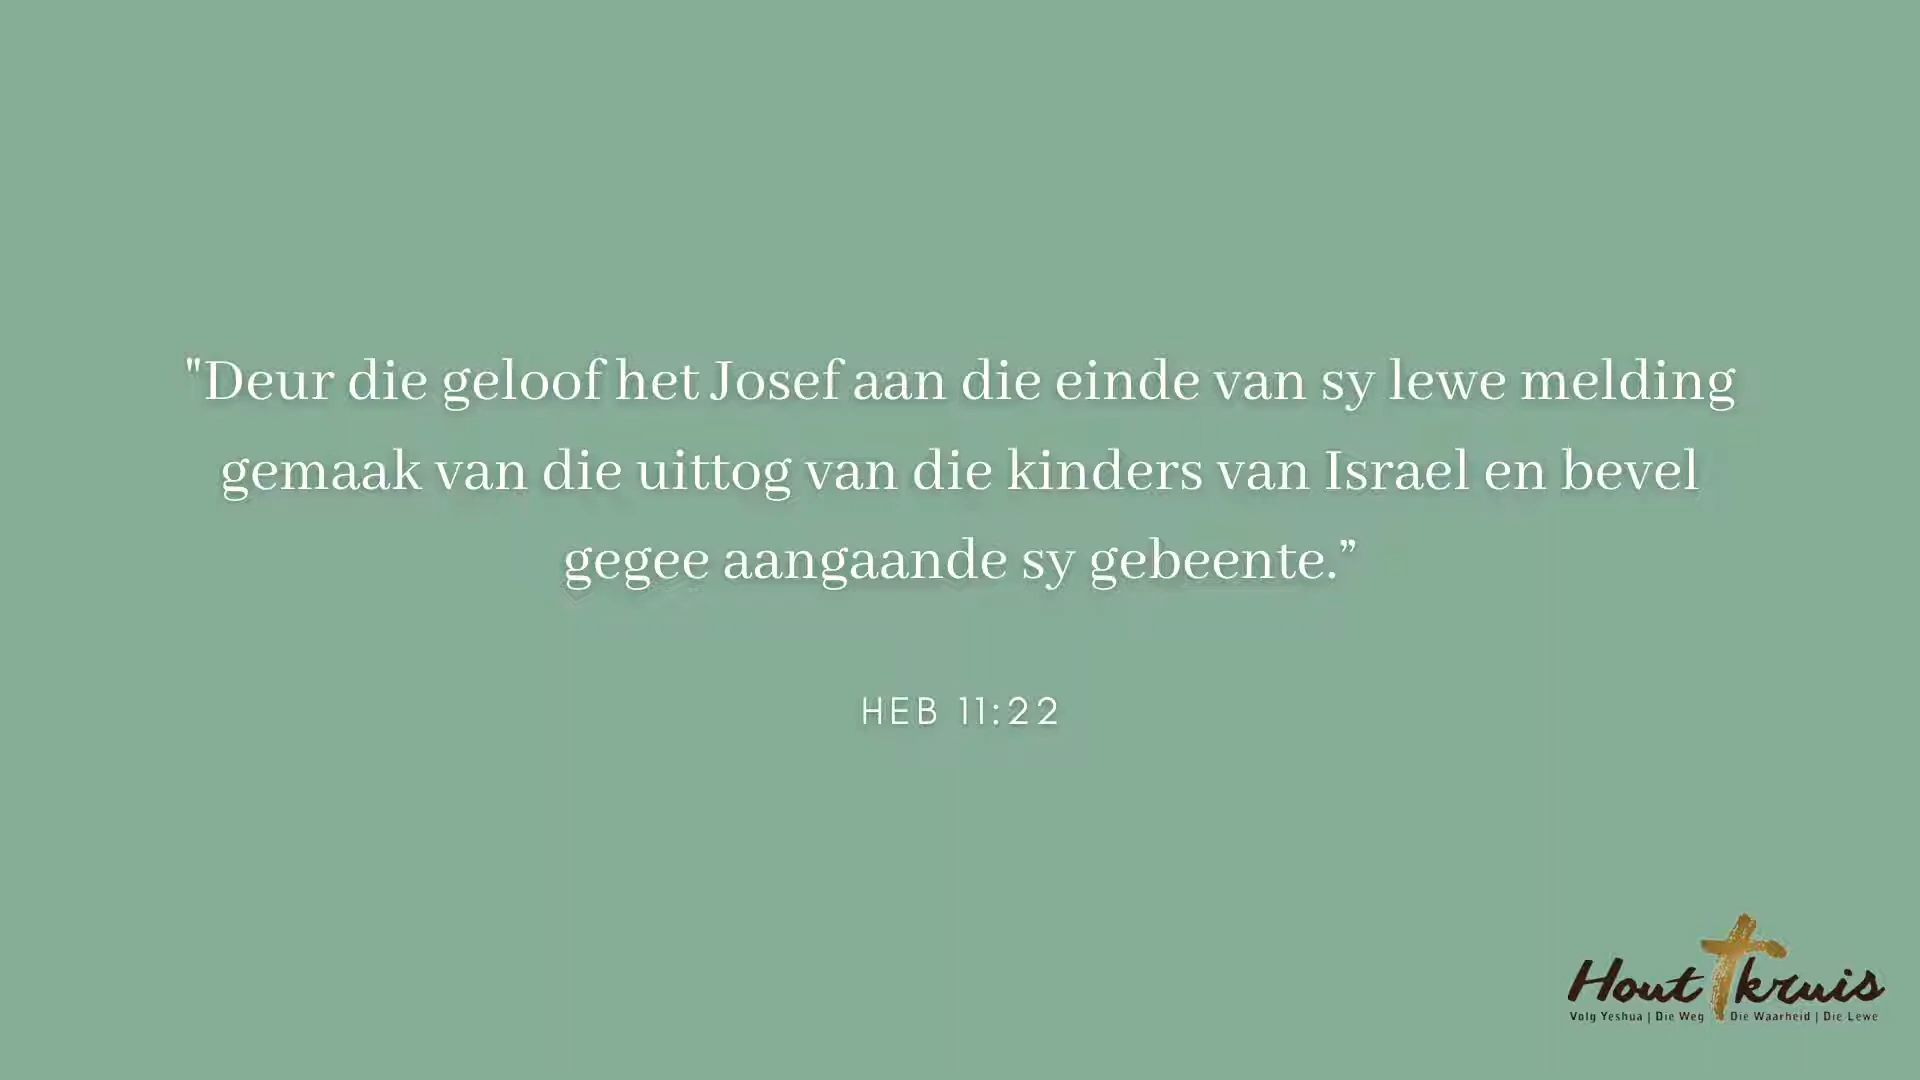 "Deur die geloof het Josef aan die einde van sy lewe melding
gemaak van die uittog van die kinders van Israel en bevel
gegee aangaande sy gebeente.”
HEB 11:22
Hout kruis
Volg Yeshua | Die Weg | Die Waarheid | Die Lewe